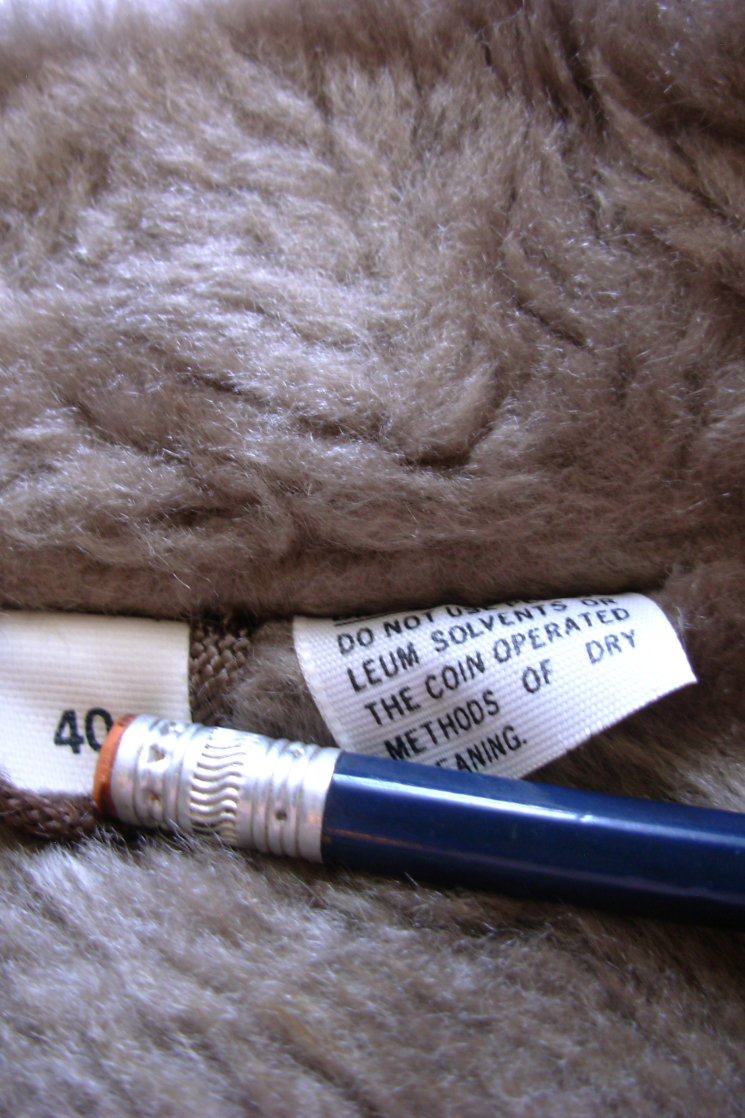 40
DO NOT USE
LEUM SOLVENTS OR
THE COIN OPERATED
METHODS OF DRY
EANING.